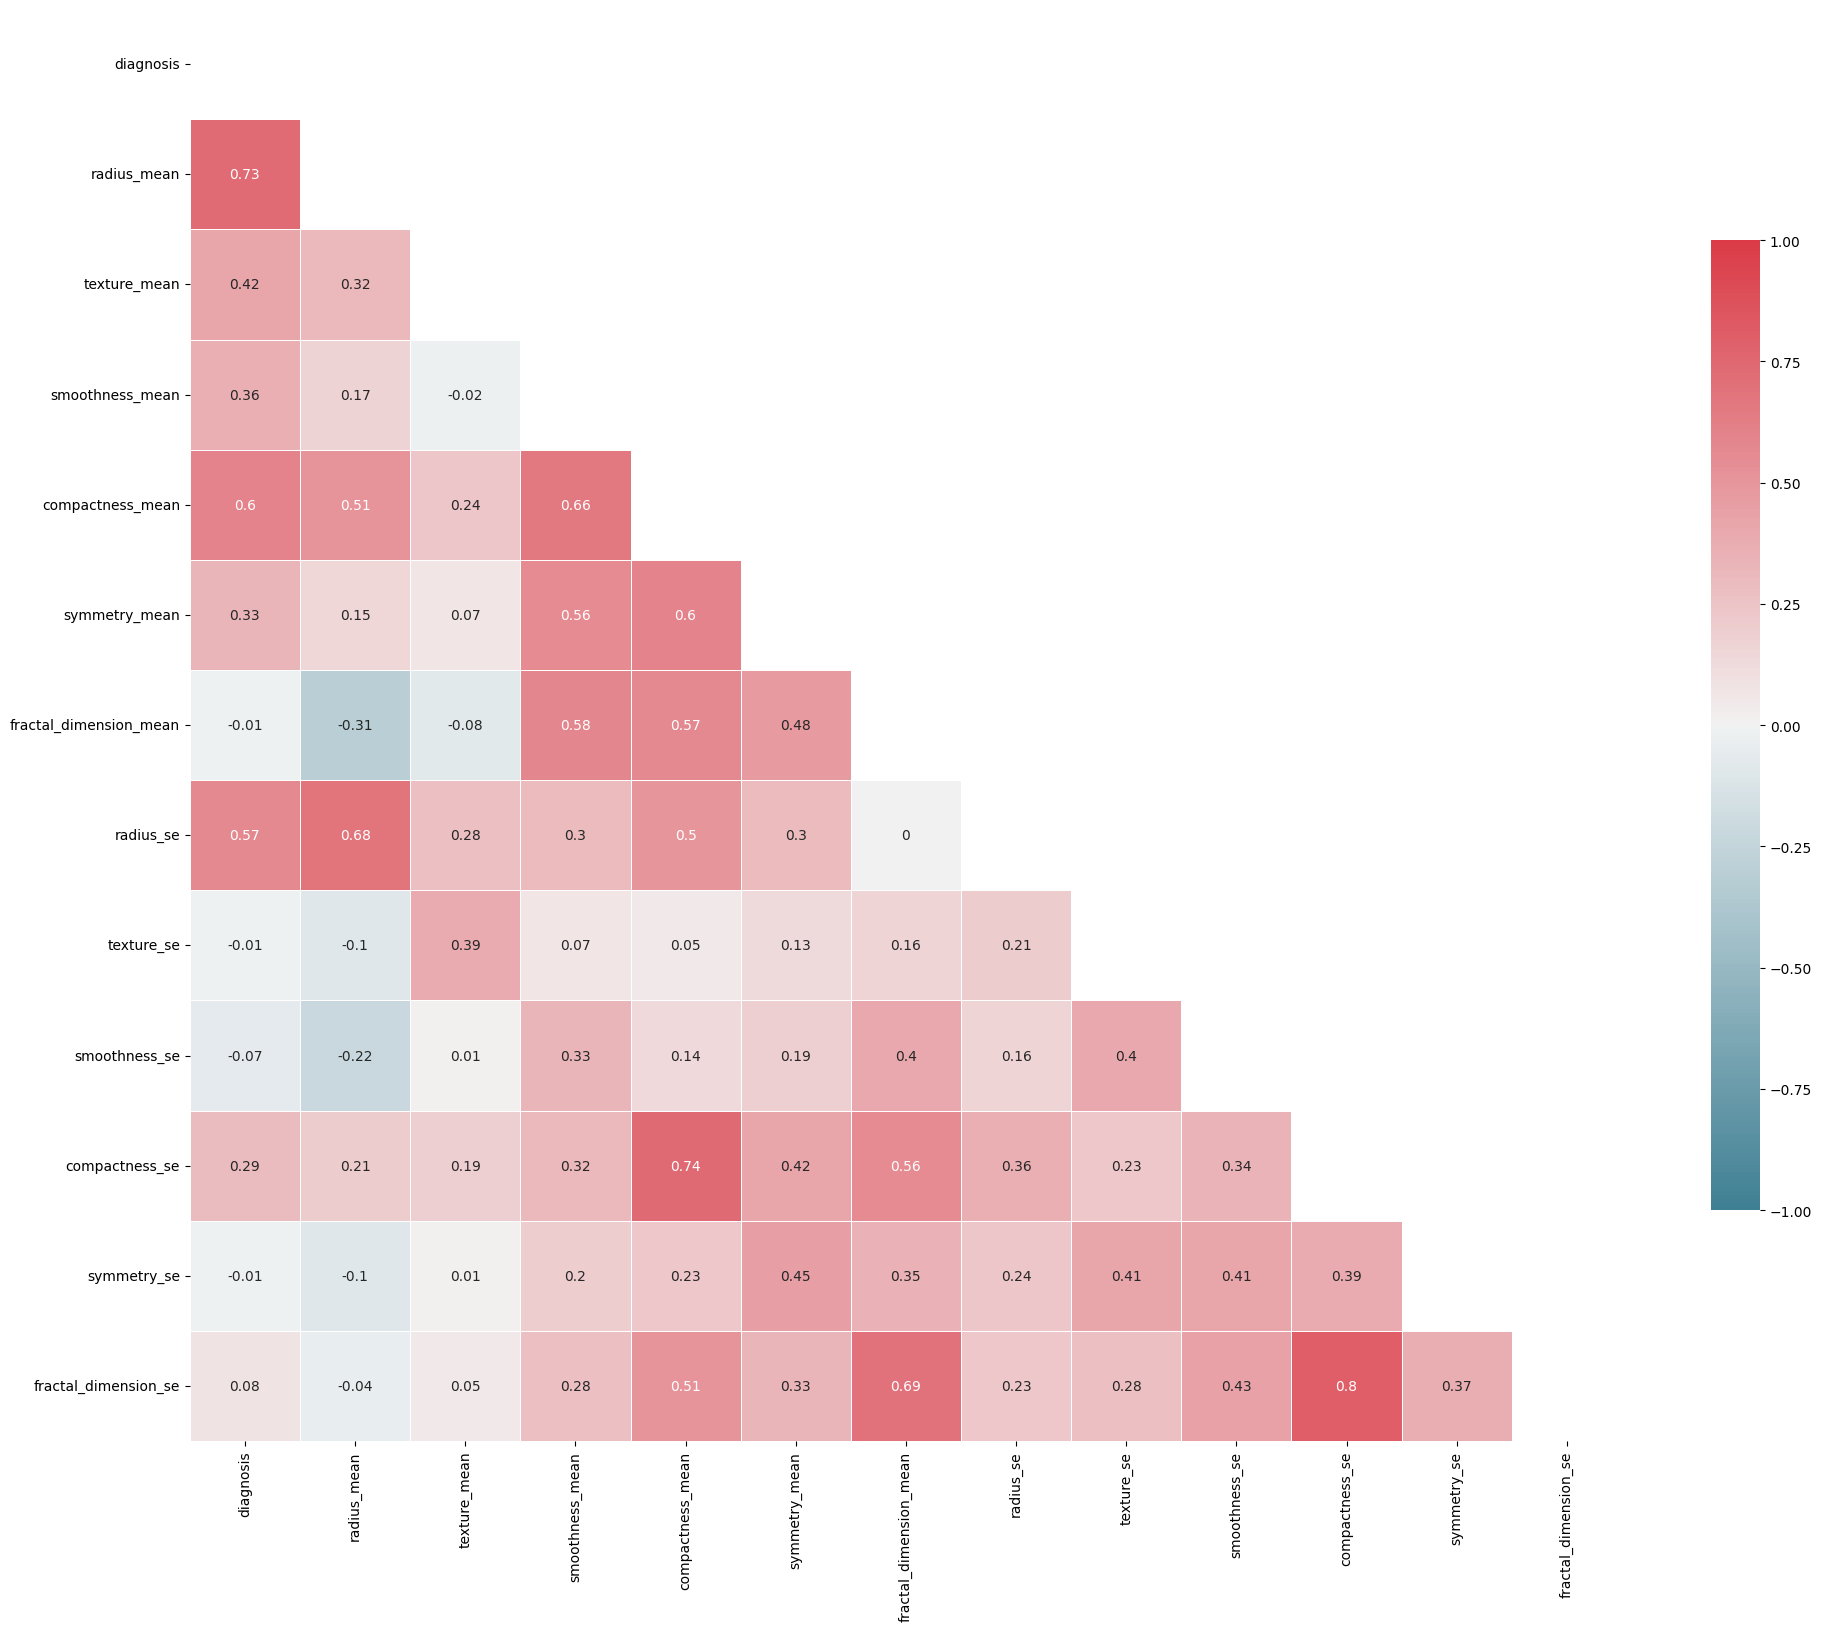 diagnosis
radius_mean 0.73
texture_mean 0.42 0.32
smoothness_mean 0.36 0.17 -0.02
compactness_mean 0.6 0.51 0.24 0.66
symmetry_mean 0.33 0.15 0.07 0.56 0.6
fractal_dimension_mean -0.01 -0.31 -0.08 0.58 0.57 0.48
radius_se 0.57 0.68 0.28 0.3 0.5 0.3 0
texture_se -0.01 -0.1 0.39 0.07 0.05 0.13 0.16 0.21
smoothness_se -0.07 -0.22 0.01 0.33 0.14 0.19 0.4 0.16 0.4
compactness_se 0.29 0.21 0.19 0.32 0.74 0.42 0.56 0.36 0.23 0.34
symmetry_se -0.01 -0.1 0.01 0.2 0.23 0.45 0.35 0.24 0.41 0.41 0.39
fractal_dimension_se 0.08 -0.04 0.05 0.28 0.51 0.33 0.69 0.23 0.28 0.43 0.8 0.37
diagnosis
radius_mean
texture_mean
smoothness_mean
compactness_mean
symmetry_mean
fractal_dimension_mean
radius_se
texture_se
smoothness_se
compactness_se
symmetry_se
fractal_dimension_se
1.00
0.75
0.50
0.25
0.00
−0.25
−0.50
−0.75
−1.00